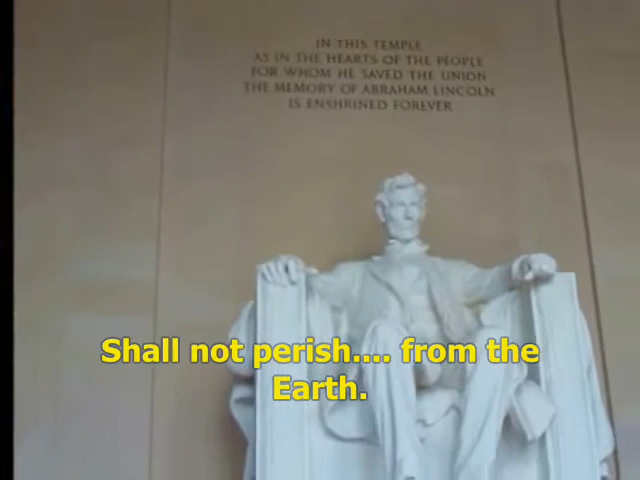 IN THIS TEMPLE
AS IN THE HEARTS OF THE PEOPLE
FOR WHOM HE SAVED THE UNION
THE MEMORY OF ABRAHAM LINCOLN
IS ENSHRINED FOREVER
Shall not perish.... from the
Earth.